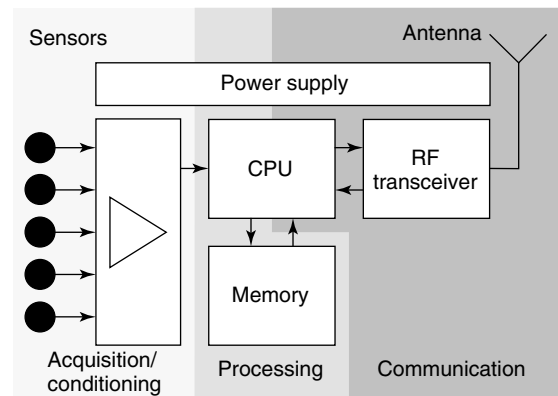 Sensors
Antenna
Power supply
CPU
RF
transceiver
Memory
Acquisition/
conditioning
Processing
Communication